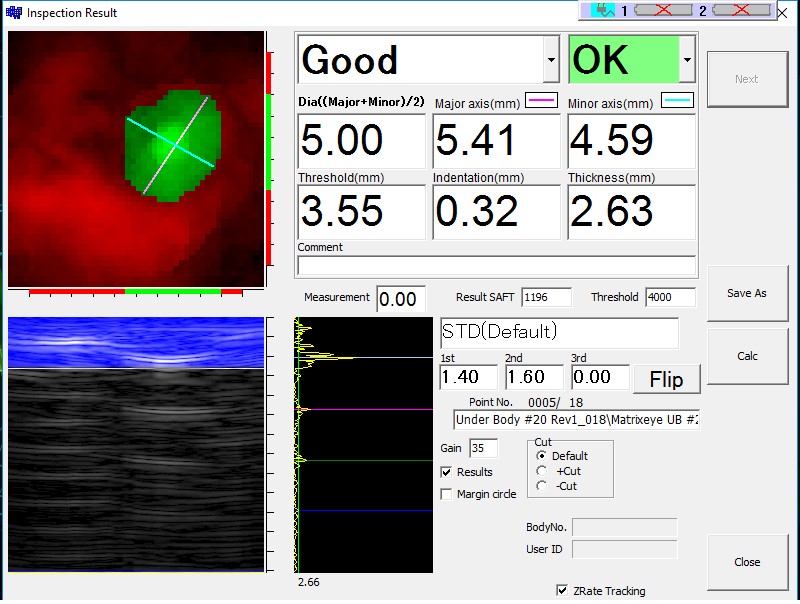 Inspection Result
1
2
Good
OK
Next
Dia((Major+Minor)/2)
Major axis(mm)
Minor axis(mm)
5.00
5.41
4.59
Threshold(mm)
Indentation(mm)
Thickness(mm)
3.55
0.32
2.63
Comment
Measurement 0.00
Result SAFT 1196
Threshold 4000
Save As
STD(Default)
Calc
1st
2nd
3rd
1.40
1.60
0.00
Flip
Point No. 0005/ 18
Under Body #20 Rev1_018\Matrixeye UB #2
Gain 35
Cut
Default
+Cut
-Cut
Results
Margin circle
BodyNo.
User ID
Close
2.66
ZRate Tracking